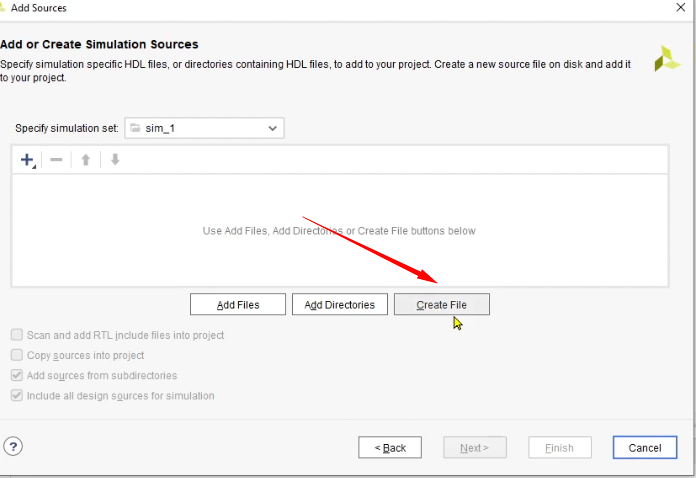 Add Sources
Add or Create Simulation Sources
Specify simulation specific HDL files, or directories containing HDL files, to add to your project. Create a new source file on disk and add it
to your project.
Specify simulation set: sim_1
Use Add Files, Add Directories or Create File buttons below
Add Files Add Directories Create File
Scan and add RTL include files into project
Copy sources into project
Add sources from subdirectories
Include all design sources for simulation
? < Back Next > Finish Cancel